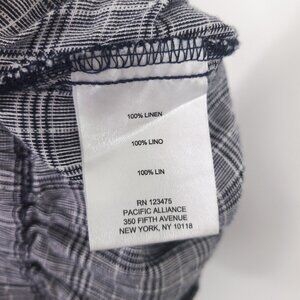 100% LINEN
100% LINO
100% LIN
RN 123475
PACIFIC ALLIANCE
350 FIFTH AVENUE
NEW YORK, NY 10118